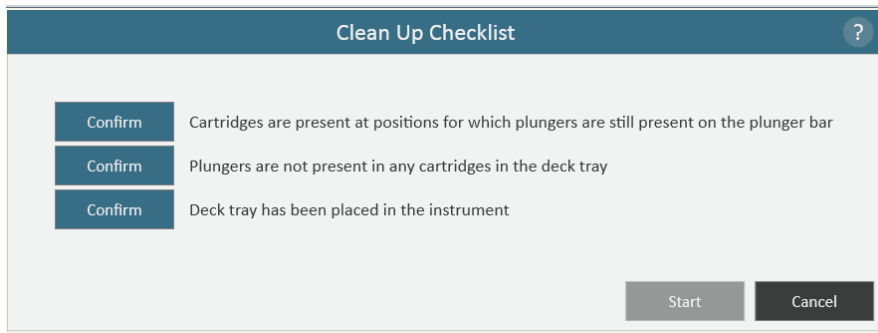 Clean Up Checklist
?
Confirm Cartridges are present at positions for which plungers are still present on the plunger bar
Confirm Plungers are not present in any cartridges in the deck tray
Confirm Deck tray has been placed in the instrument
Start Cancel